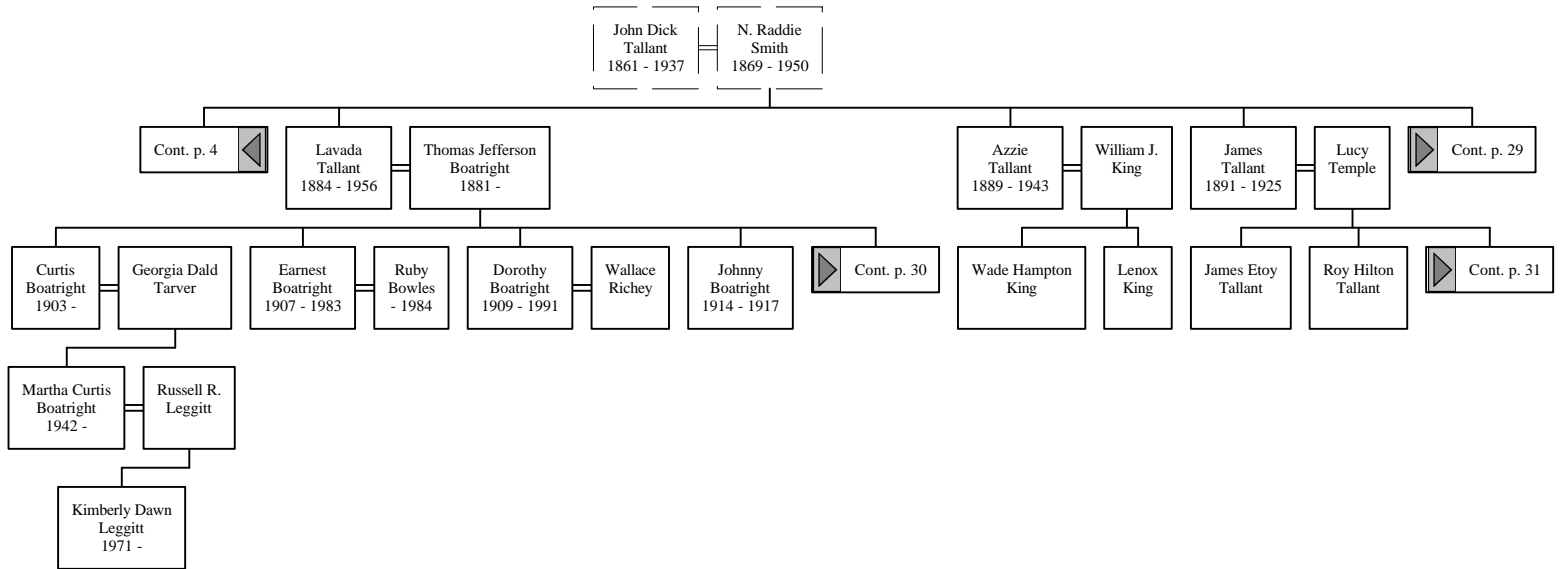 John Dick
Tallant
1861 - 1937
N. Raddie
Smith
1869 - 1950
Cont. p. 4
Lavada
Tallant
1884 - 1956
Thomas Jefferson
Boatright
1881 -
Azzie
Tallant
1889 - 1943
William J.
King
James
Tallant
1891 - 1925
Lucy
Temple
Cont. p. 29
Curtis
Boatright
1903 -
Georgia Dald
Tarver
Earnest
Boatright
1907 - 1983
Ruby
Bowles
- 1984
Dorothy
Boatright
1909 - 1991
Wallace
Richey
Johnny
Boatright
1914 - 1917
Cont. p. 30
Wade Hampton
King
Lenox
King
James Etoy
Tallant
Roy Hilton
Tallant
Cont. p. 31
Martha Curtis
Boatright
1942 -
Russell R.
Leggitt
Kimberly Dawn
Leggitt
1971 -